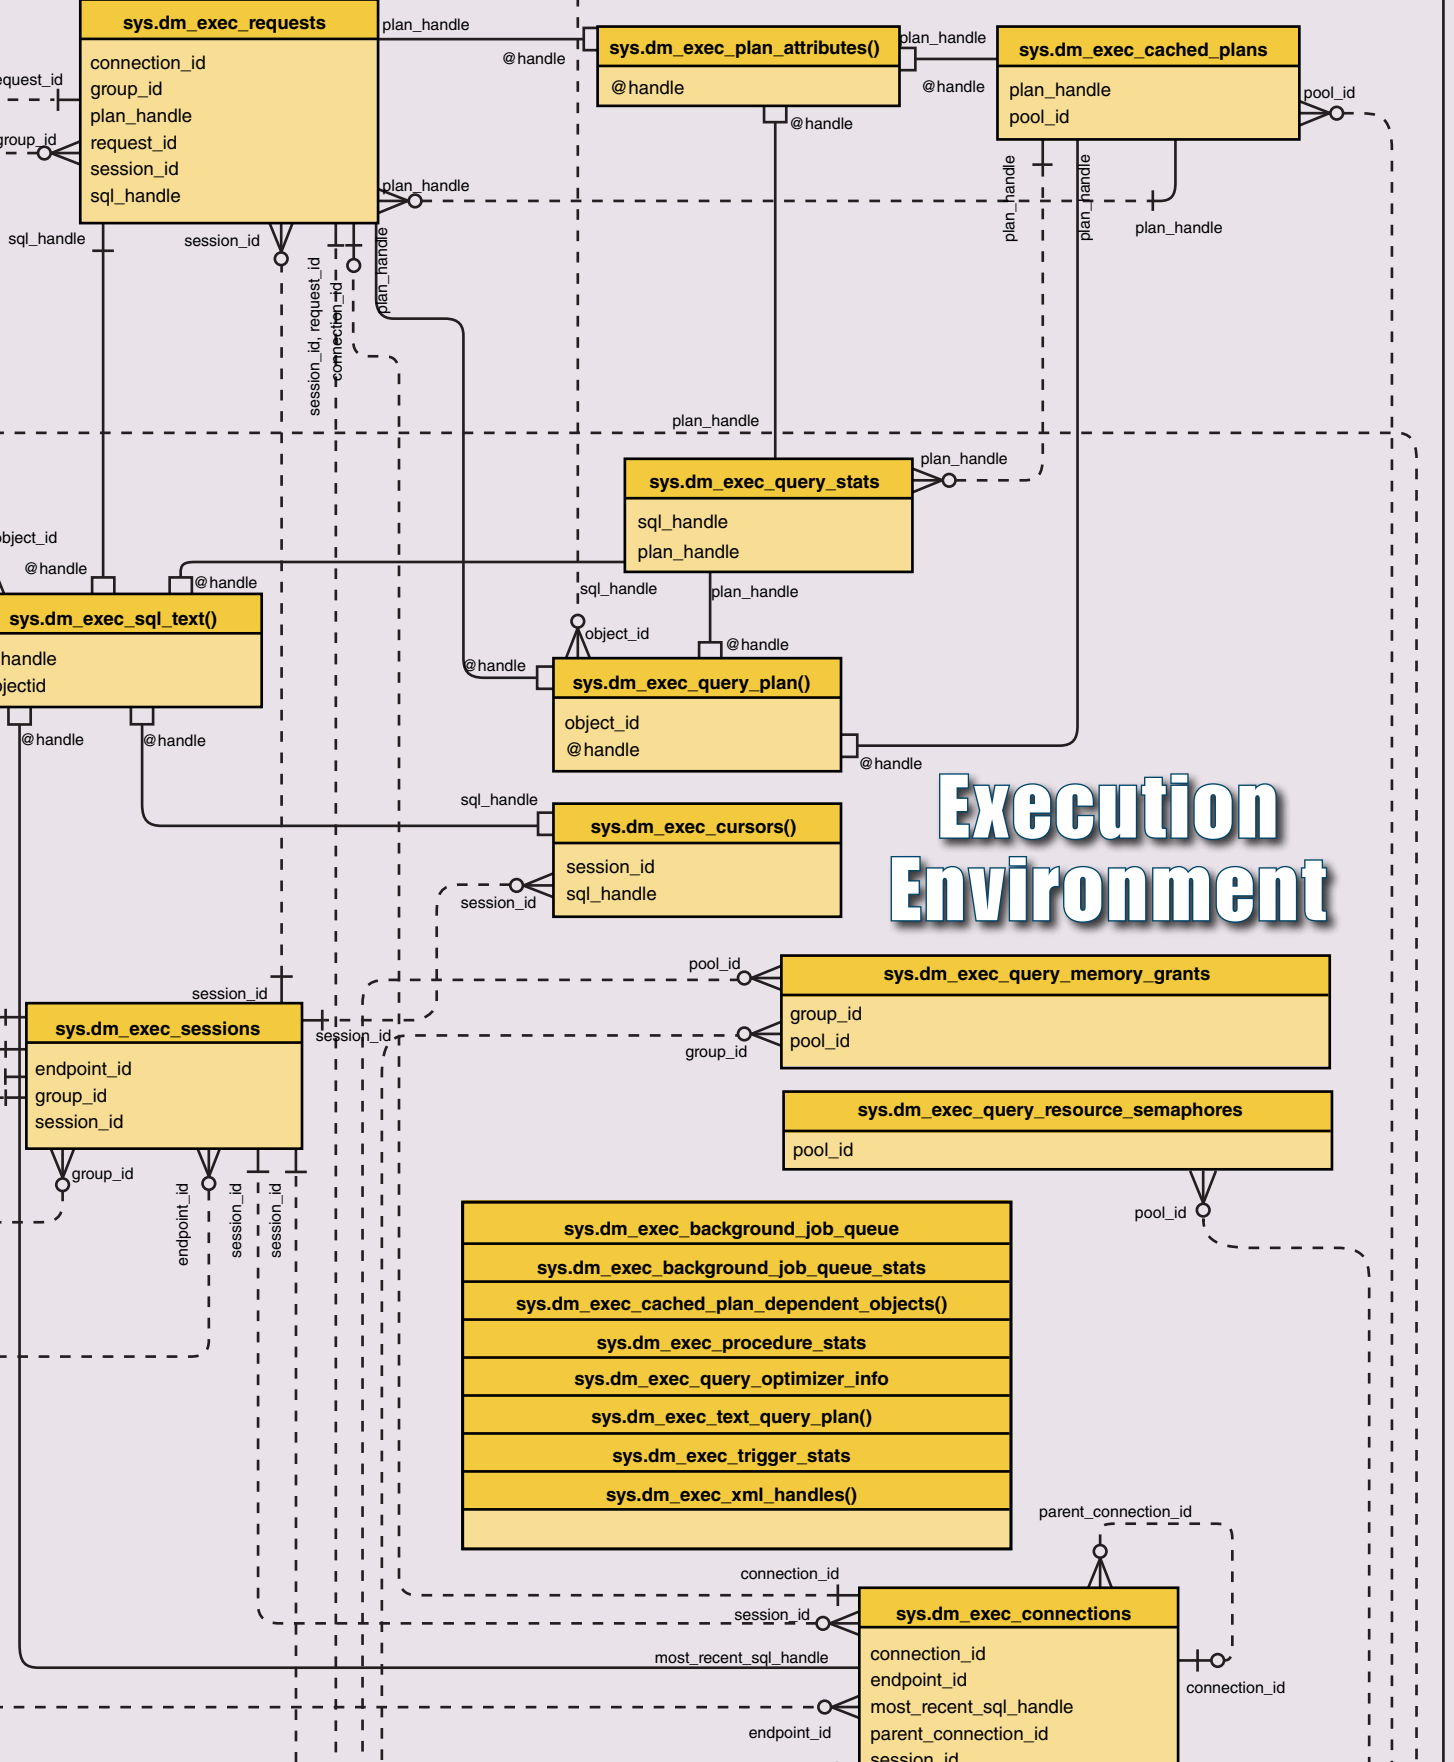 sys.dm_exec_requests
connection_id
group_id
plan_handle
request_id
session_id
sql_handle
equest_id
group_id
plan_handle
@handle
sys.dm_exec_plan_attributes()
@handle
@handle
plan_handle
@handle
sys.dm_exec_cached_plans
plan_handle
pool_id
pool_id
plan_handle
plan_handle
plan_handle
plan_handle
sql_handle
session_id
session_id, request_id
connection_id
plan_handle
plan_handle
plan_handle
sys.dm_exec_query_stats
sql_handle
plan_handle
bject_id
@handle
@handle
sys.dm_exec_sql_text()
handle
jectid
@handle
@handle
sql_handle
plan_handle
object_id
@handle
@handle
sys.dm_exec_query_plan()
object_id
@handle
@handle
Execution
Environment
sql_handle
sys.dm_exec_cursors()
session_id
sql_handle
session_id
pool_id
group_id
sys.dm_exec_query_memory_grants
group_id
pool_id
session_id
session_id
sys.dm_exec_sessions
endpoint_id
group_id
session_id
group_id
endpoint_id
session_id
session_id
sys.dm_exec_query_resource_semaphores
pool_id
pool_id
sys.dm_exec_background_job_queue
sys.dm_exec_background_job_queue_stats
sys.dm_exec_cached_plan_dependent_objects()
sys.dm_exec_procedure_stats
sys.dm_exec_query_optimizer_info
sys.dm_exec_text_query_plan()
sys.dm_exec_trigger_stats
sys.dm_exec_xml_handles()
parent_connection_id
connection_id
session_id
most_recent_sql_handle
endpoint_id
sys.dm_exec_connections
connection_id
endpoint_id
most_recent_sql_handle
parent_connection_id
session_id
connection_id